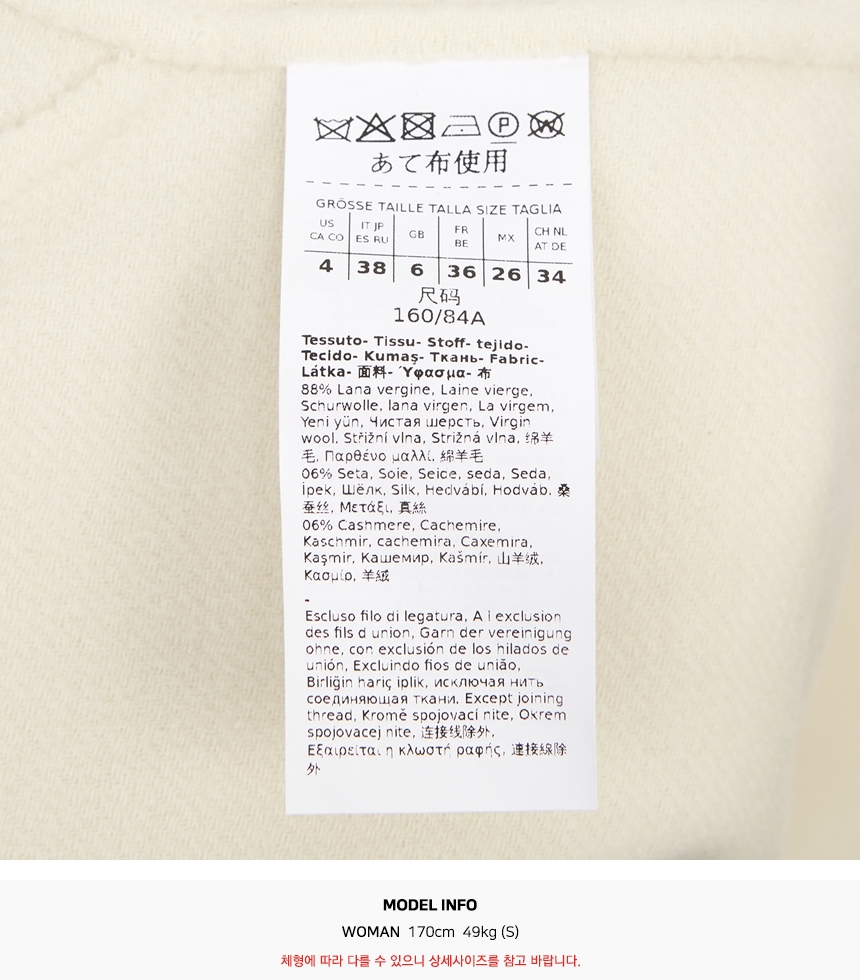 あて布使用
GRÖSSE TAILLE TALLA SIZE TAGLIA
US CA CO IT JP ES RU GB FR BE MX CH NL AT DE
4 38 6 36 26 34
尺码
160/84A
Tessuto- Tissu- Stoff- tejido-
Tecido- Kumaş- Ткань- Fabric-
Látka- 面料- Ύφασμα- 布
88% Lana vergine, Laine vierge,
Schurwolle, lana virgen, La virgem,
Yeni yün, Чистая шерсть, Virgin
wool, Střižní vlna, Strižná vlna, 绵羊
毛, Παρθένο μαλλί, 綿羊毛
06% Seta, Soie, Seide, seda, Seda,
İpek, Шёлк, Silk, Hedvábí, Hodváb, 桑
蚕丝, Μετάξι, 真絲
06% Cashmere, Cachemire,
Kaschmir, cachemira, Caxemira,
Kaşmir, Кашемир, Kašmír, 山羊绒,
Κασμίρ, 羊絨
-
Escluso filo di legatura, A l exclusion
des fils d union, Garn der vereinigung
ohne, con exclusión de los hilados de
unión, Excluindo fios de união,
Birliğin hariç iplik, исключая нить
соединяющая ткани. Except joining
thread, Kromě spojovací nite, Okrem
spojovacej nite, 连接线除外,
Εξαιρείται η κλωστή ραφής, 連接線除
外
MODEL INFO
WOMAN 170cm 49kg (S)
체형에 따라 다를 수 있으니 상세사이즈를 참고 바랍니다.